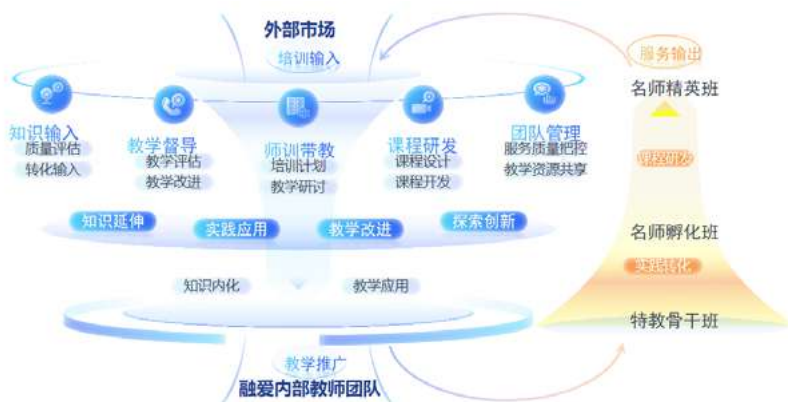 外部市场
培训输入
服务输出
名师精英班
知识输入
质量评估
转化输入
教学督导
教学评估
教学改进
师训带教
培训计划
教学研讨
课程研发
课程设计
课程开发
团队管理
服务质量把控
教学资源共享
课程研发
知识延伸
实践应用
教学改进
探索创新
名师孵化班
实践转化
知识内化
教学应用
特教骨干班
教学推广
融爱内部教师团队